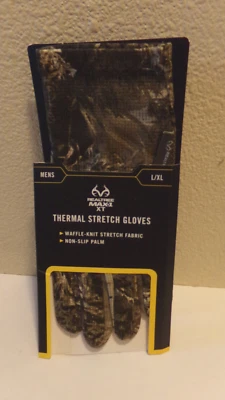 MENS
L/XL
REALTREE
MAX-1
XT
THERMAL STRETCH GLOVES
WAFFLE-KNIT STRETCH FABRIC
NON-SLIP PALM